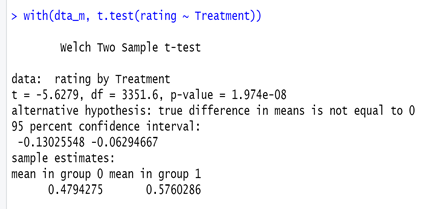 > with(dta_m, t.test(rating ~ Treatment))
Welch Two Sample t-test
data:  rating by Treatment
t = -5.6279, df = 3351.6, p-value = 1.974e-08
alternative hypothesis: true difference in means is not equal to 0
95 percent confidence interval:
 -0.13025548 -0.06294667
sample estimates:
mean in group 0 mean in group 1
      0.4794275       0.5760286